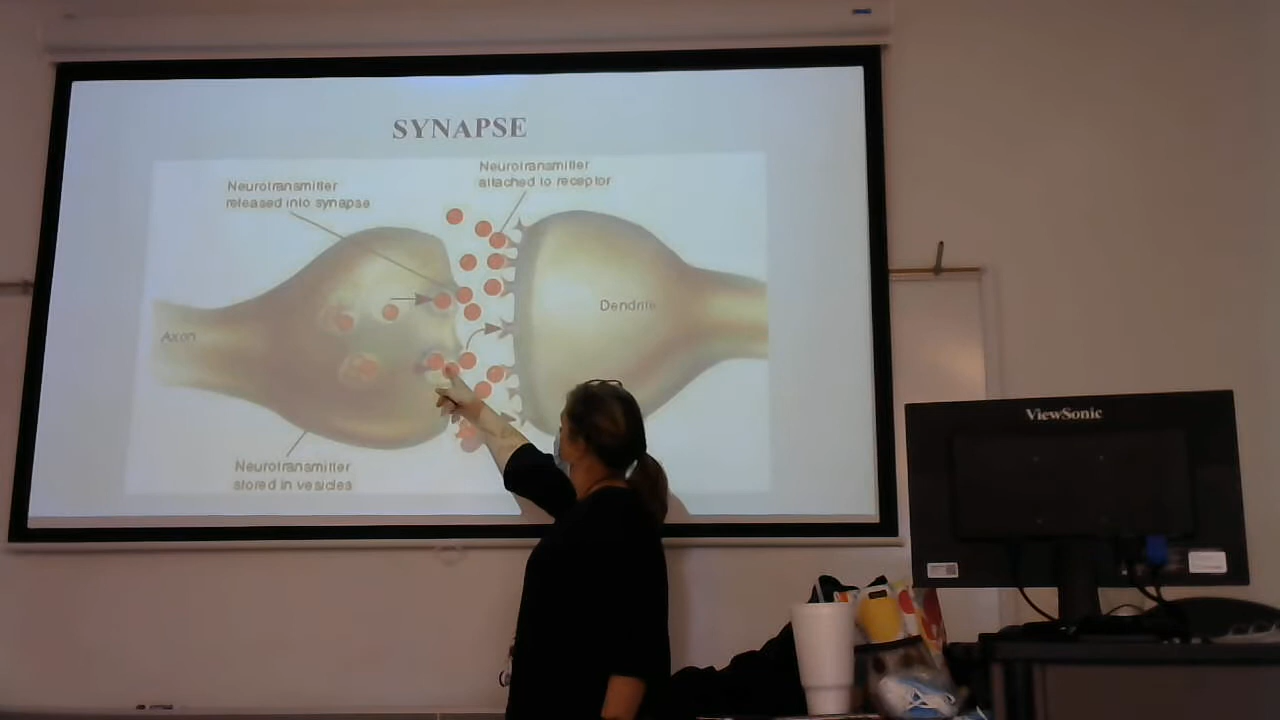 SYNAPSE
Neurotransmitter
attached to receptor
Neurotransmitter
released into synapse
Dendrite
Axon
Neurotransmitter
stored in vesicles
ViewSonic